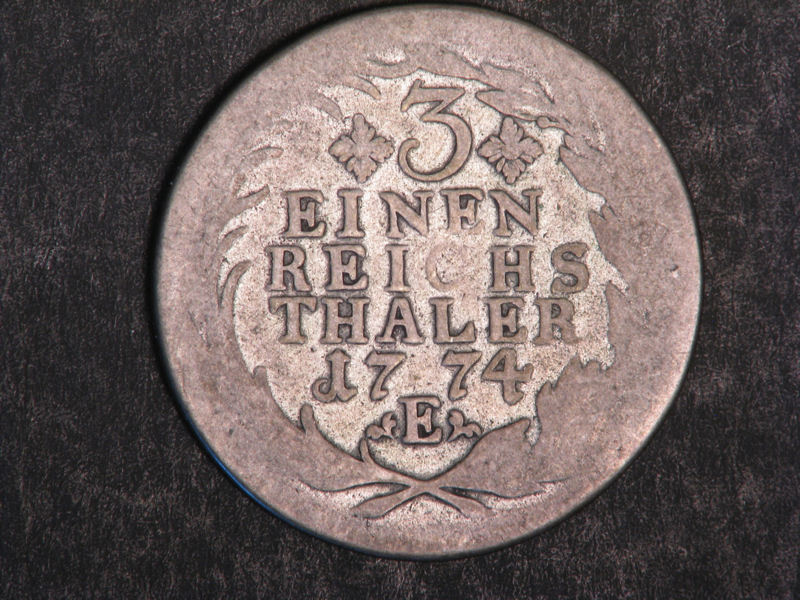 3
EINEN
REICHS
THALER
1774
E